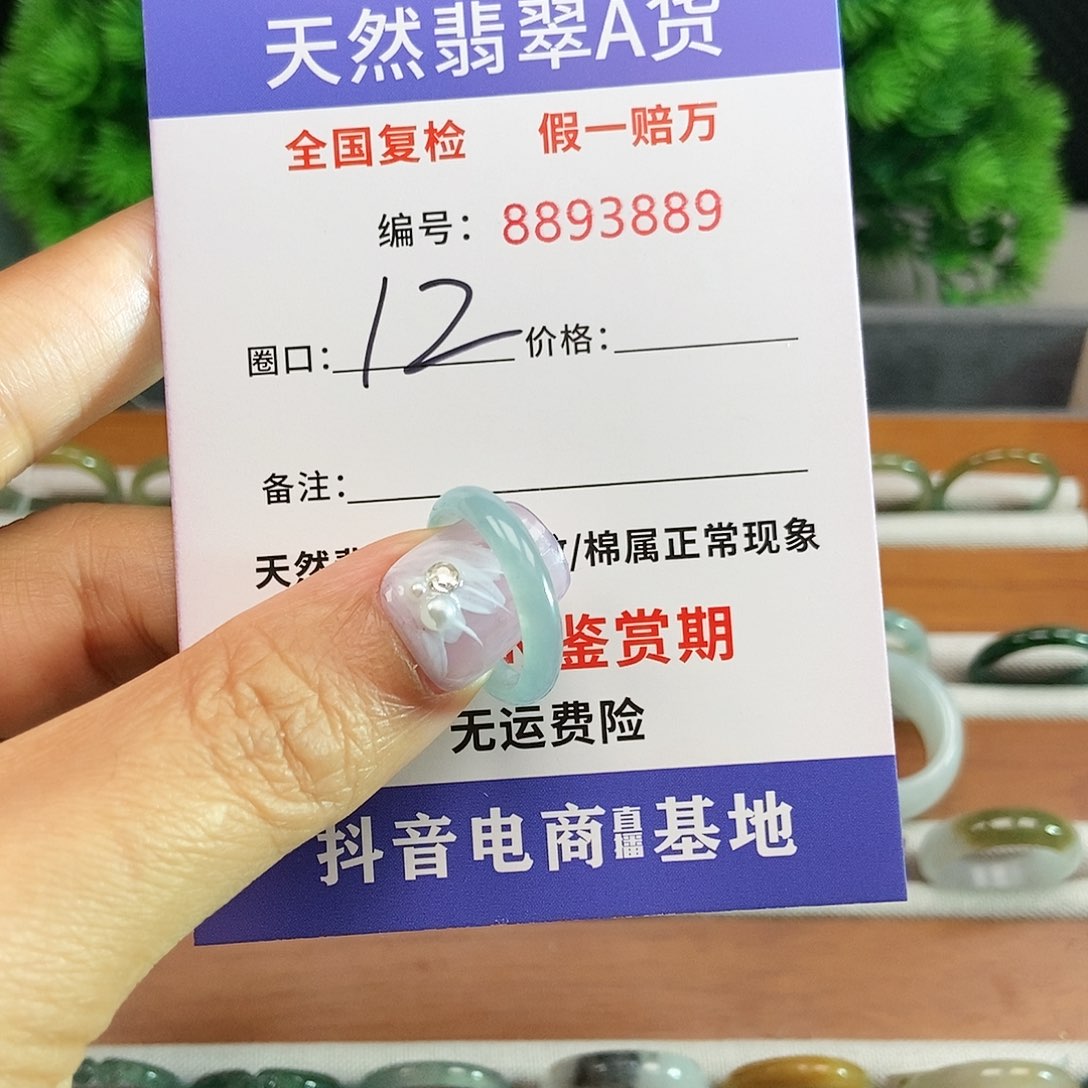 天然翡翠A货
全国复检 假一赔万
编号：8893889
圈口：12 价格：
备注：
天然 /棉属正常现象
鉴赏期
无运费险
抖音电商直播基地